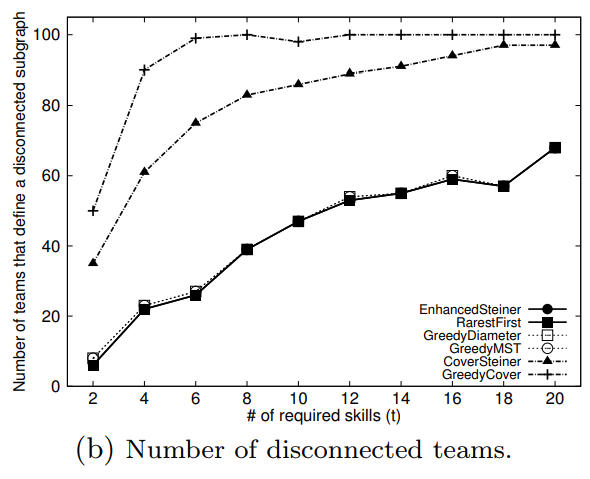 Number of teams that define a disconnected subgraph
100
80
60
40
20
0
EnhancedSteiner
RarestFirst
GreedyDiameter
GreedyMST
CoverSteiner
GreedyCover
2 4 6 8 10 12 14 16 18 20
# of required skills (t)
(b) Number of disconnected teams.